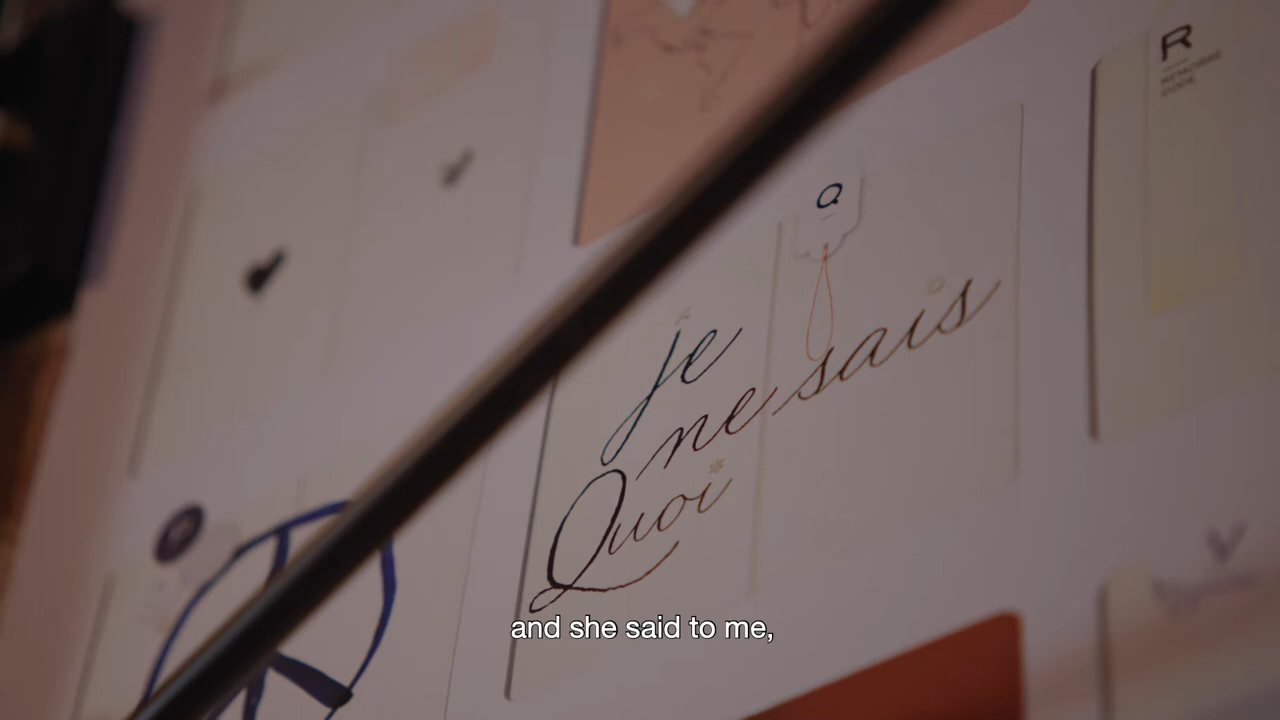 R
Q
je
ne sais
Quoi
and she said to me,